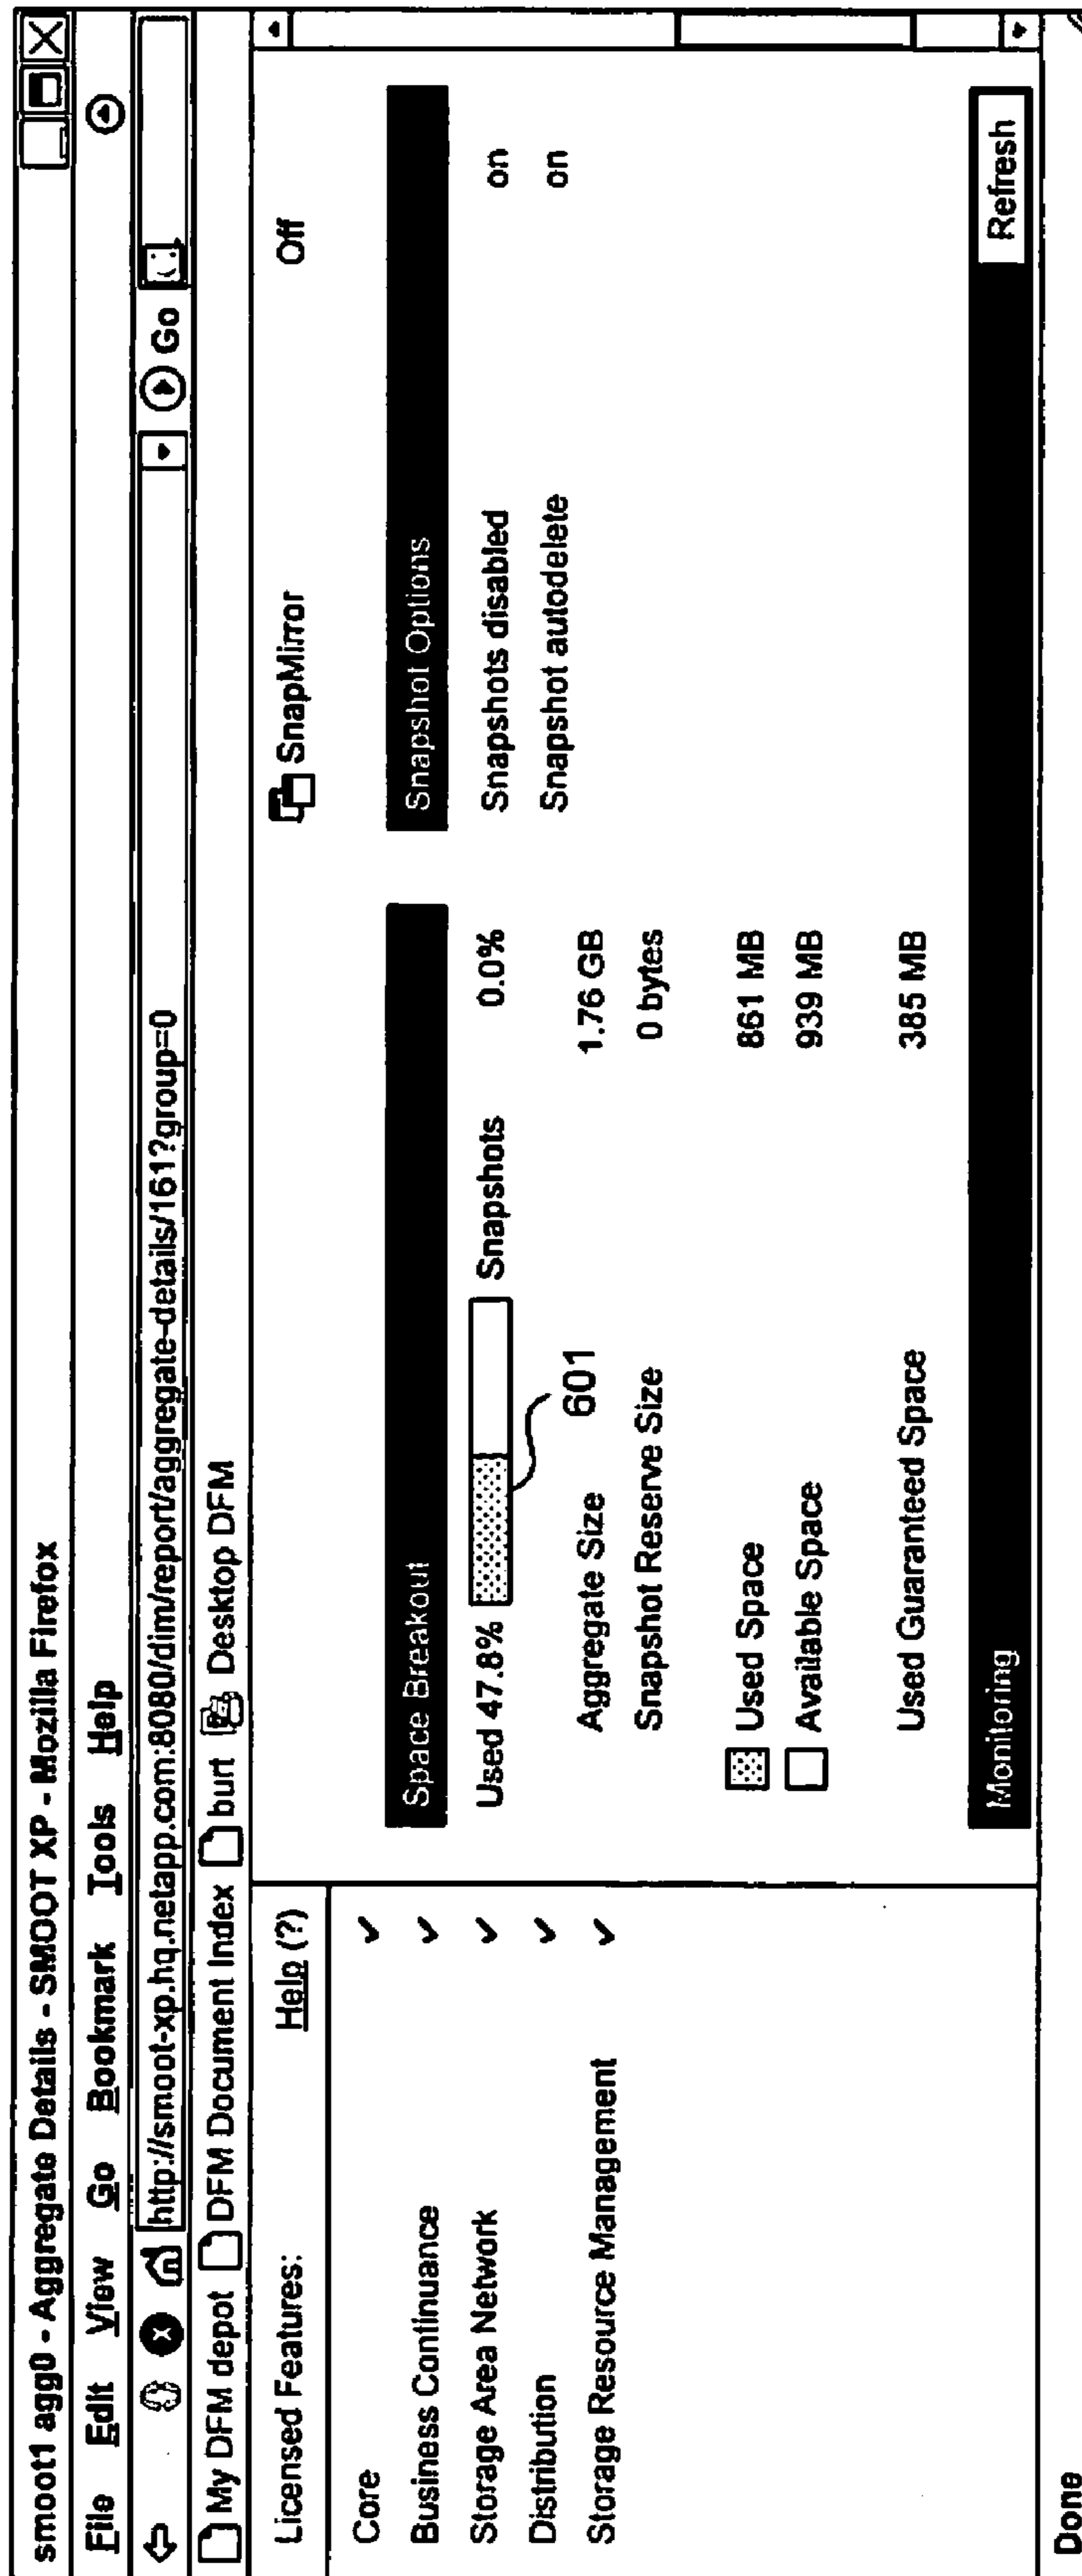 smoot1 agg0 - Aggregate Details - SMOOT XP - Mozilla Firefox
File Edit View Go Bookmark Tools Help
http://smoot-xp.hq.netapp.com:8080/dim/report/aggregate-details/161?group=0 Go
My DFM depot DFM Document Index burt Desktop DFM
Licensed Features: Help (?)
Core
Business Continuance
Storage Area Network
Distribution
Storage Resource Management
SnapMirror Off
Space Breakout
Used 47.8% Snapshots 0.0%
601
Aggregate Size 1.76 GB
Snapshot Reserve Size 0 bytes
Used Space 861 MB
Available Space 939 MB
Used Guaranteed Space 385 MB
Snapshot Options
Snapshots disabled on
Snapshot autodelete on
Monitoring Refresh
Done